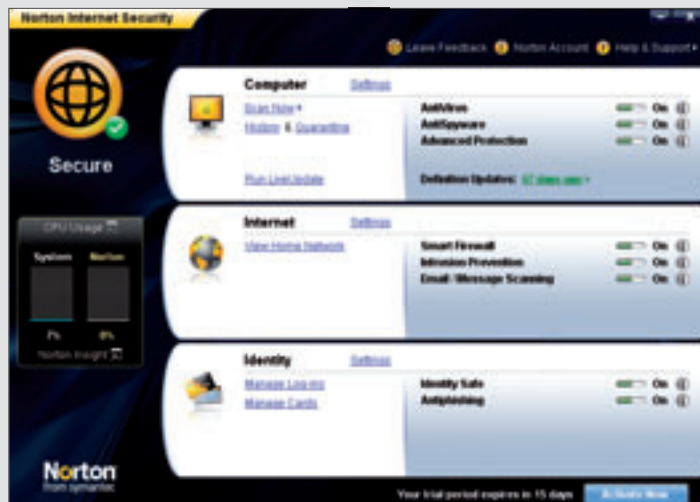 Norton Internet Security
Leave Feedback Norton Account Help & Support
Secure
CPU Usage
System Norton
7% 0%
Norton Insight
Norton
from symantec
Computer Settings
Scan Now
History & Quarantine
Run LiveUpdate
AntiVirus On
AntiSpyware On
Advanced Protection On
Definition Updates: days ago
Internet Settings
View Home Network
Smart Firewall On
Intrusion Prevention On
Email / Message Scanning On
Identity Settings
Manage Log-ins
Manage Cards
Identity Safe On
Antiphishing On
Your trial period expires in 15 days Activate Now